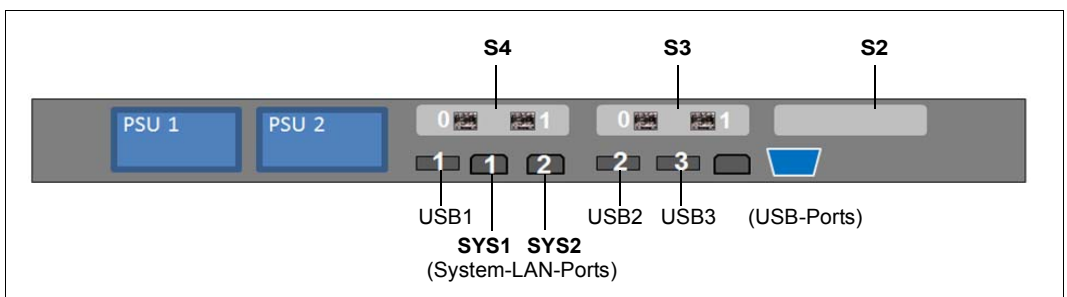 S4 S3 S2
PSU 1 PSU 2 0 1 0 1
1 1 2 2 3
USB1 USB2 USB3 (USB-Ports)
SYS1 SYS2
(System-LAN-Ports)